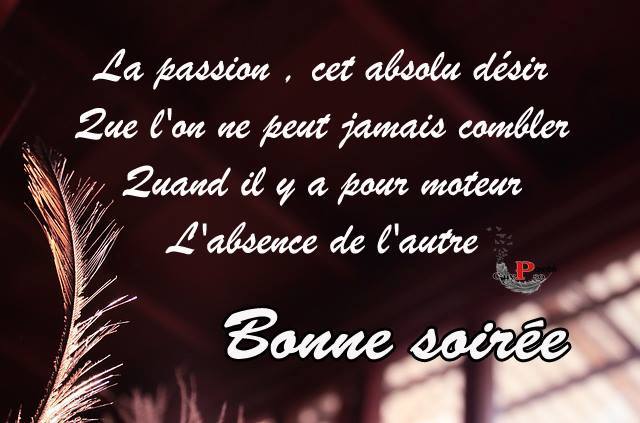 La passion , cet absolu désir
Que l'on ne peut jamais combler
Quand il y a pour moteur
L'absence de l'autre
Bonne soirée